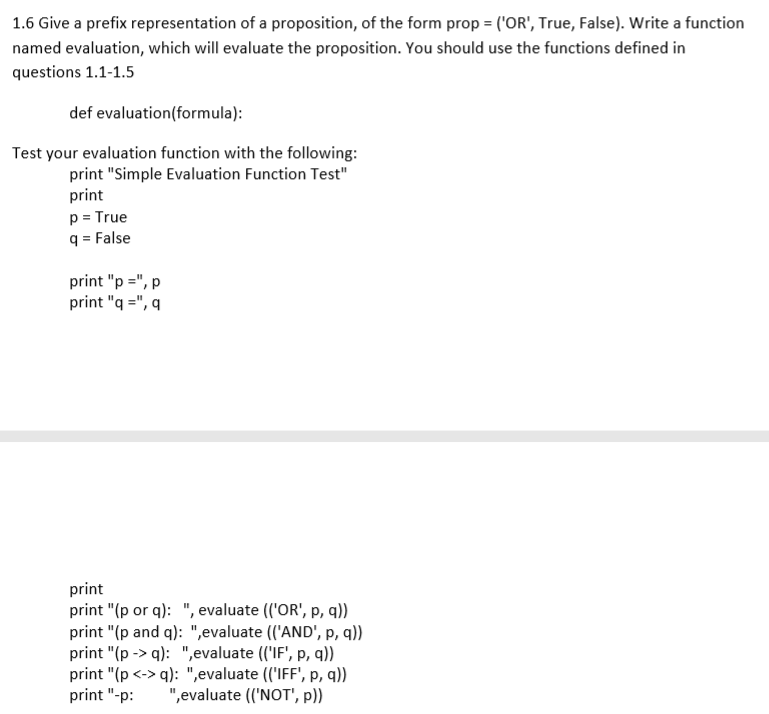 1.6 Give a prefix representation of a proposition, of the form prop = ('OR', True, False). Write a function
named evaluation, which will evaluate the proposition. You should use the functions defined in
questions 1.1-1.5
def evaluation(formula):
Test your evaluation function with the following:
print "Simple Evaluation Function Test"
print
p = True
q = False
print "p =", p
print "q =", q
print
print "(p or q):   ", evaluate (('OR', p, q))
print "(p and q):  ",evaluate (('AND', p, q))
print "(p -> q):   ",evaluate (('IF', p, q))
print "(p <-> q):  ",evaluate (('IFF', p, q))
print "-p:         ",evaluate (('NOT', p))